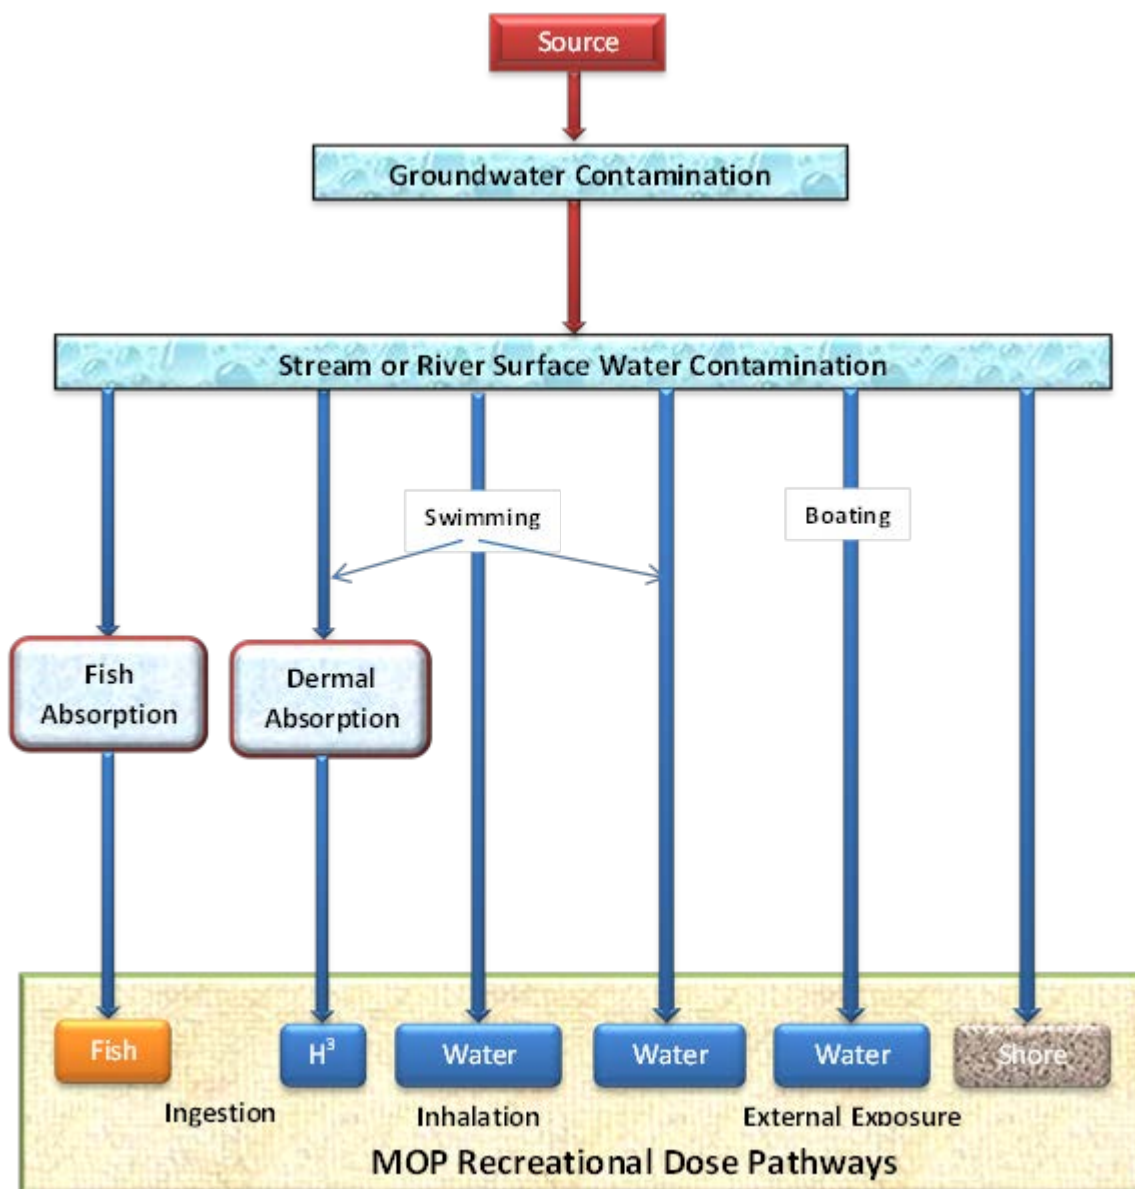 Source
Groundwater Contamination
Stream or River Surface Water Contamination
Swimming
Boating
Fish
Absorption
Dermal
Absorption
Fish
H³
Water
Water
Water
Shore
Ingestion
Inhalation
External Exposure
MOP Recreational Dose Pathways